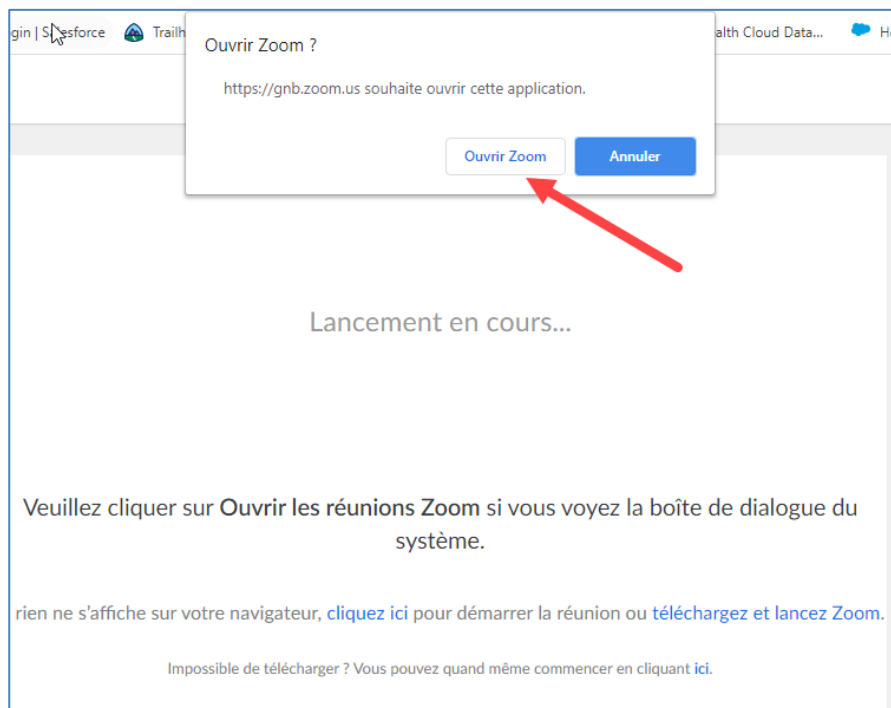 gin | Salesforce Trailh alth Cloud Data... H
Ouvrir Zoom ?
https://gnb.zoom.us souhaite ouvrir cette application.
Ouvrir Zoom Annuler
Lancement en cours...
Veuillez cliquer sur Ouvrir les réunions Zoom si vous voyez la boîte de dialogue du
système.
rien ne s’affiche sur votre navigateur, cliquez ici pour démarrer la réunion ou téléchargez et lancez Zoom.
Impossible de télécharger ? Vous pouvez quand même commencer en cliquant ici.